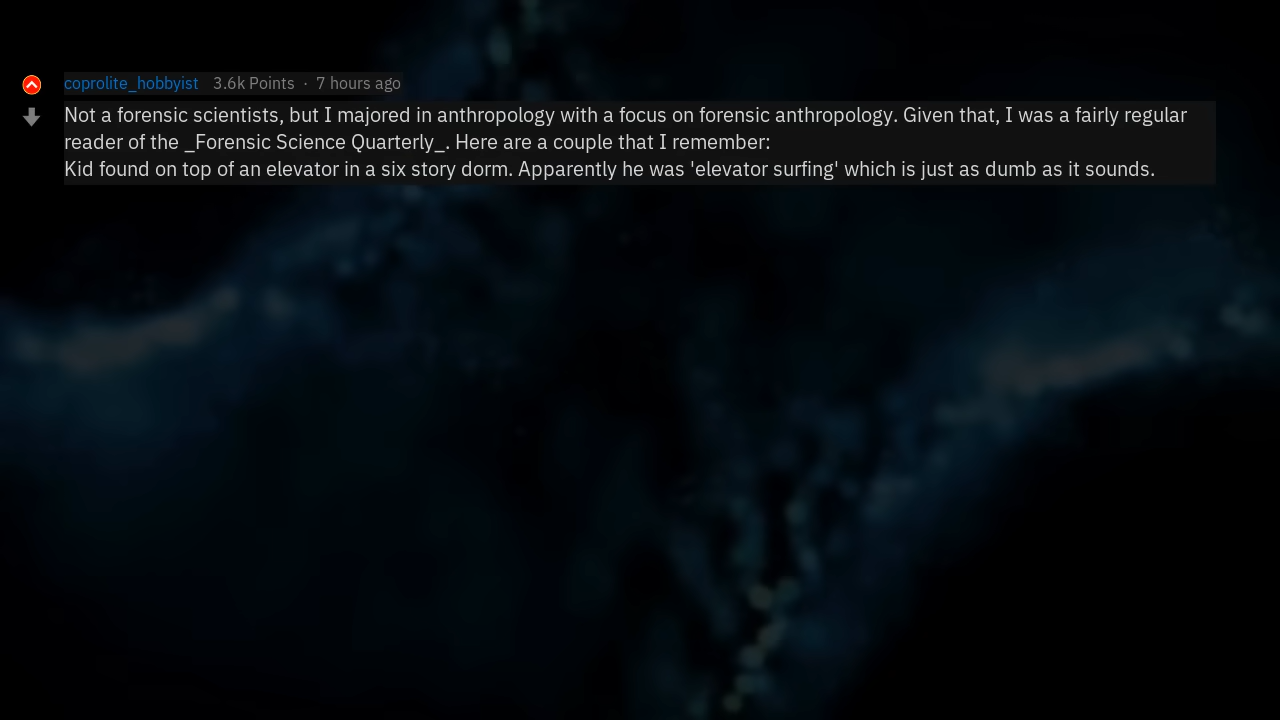 coprolite_hobbyist 3.6k Points · 7 hours ago
Not a forensic scientists, but I majored in anthropology with a focus on forensic anthropology. Given that, I was a fairly regular
reader of the _Forensic Science Quarterly_. Here are a couple that I remember:
Kid found on top of an elevator in a six story dorm. Apparently he was 'elevator surfing' which is just as dumb as it sounds.